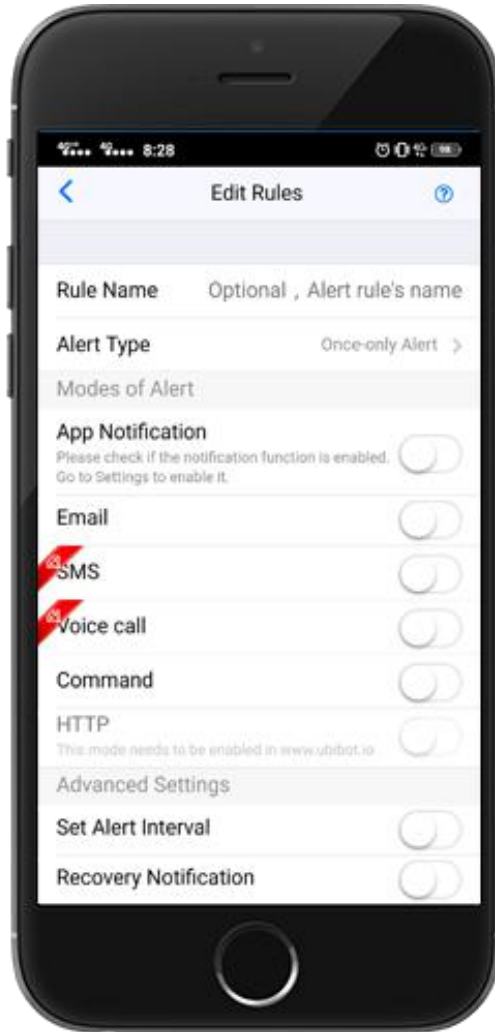 8:28
98
Edit Rules
Rule Name Optional , Alert rule's name
Alert Type Once-only Alert >
Modes of Alert
App Notification
Please check if the notification function is enabled.
Go to Settings to enable it.
Email
SMS
Voice call
Command
HTTP
This mode needs to be enabled in www.ubibot.io
Advanced Settings
Set Alert Interval
Recovery Notification